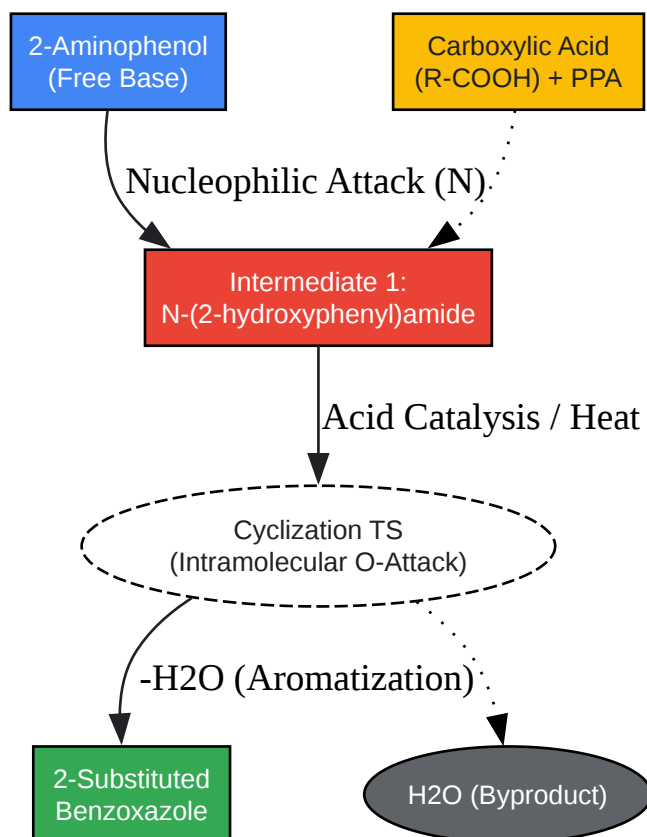 2-Aminophenol
(Free Base)
Carboxylic Acid
(R-COOH) + PPA
Nucleophilic Attack (N)
Intermediate 1:
N-(2-hydroxyphenyl)amide
Acid Catalysis / Heat
Cyclization TS
(Intramolecular O-Attack)
-H2O (Aromatization)
2-Substituted
Benzoxazole
H2O (Byproduct)